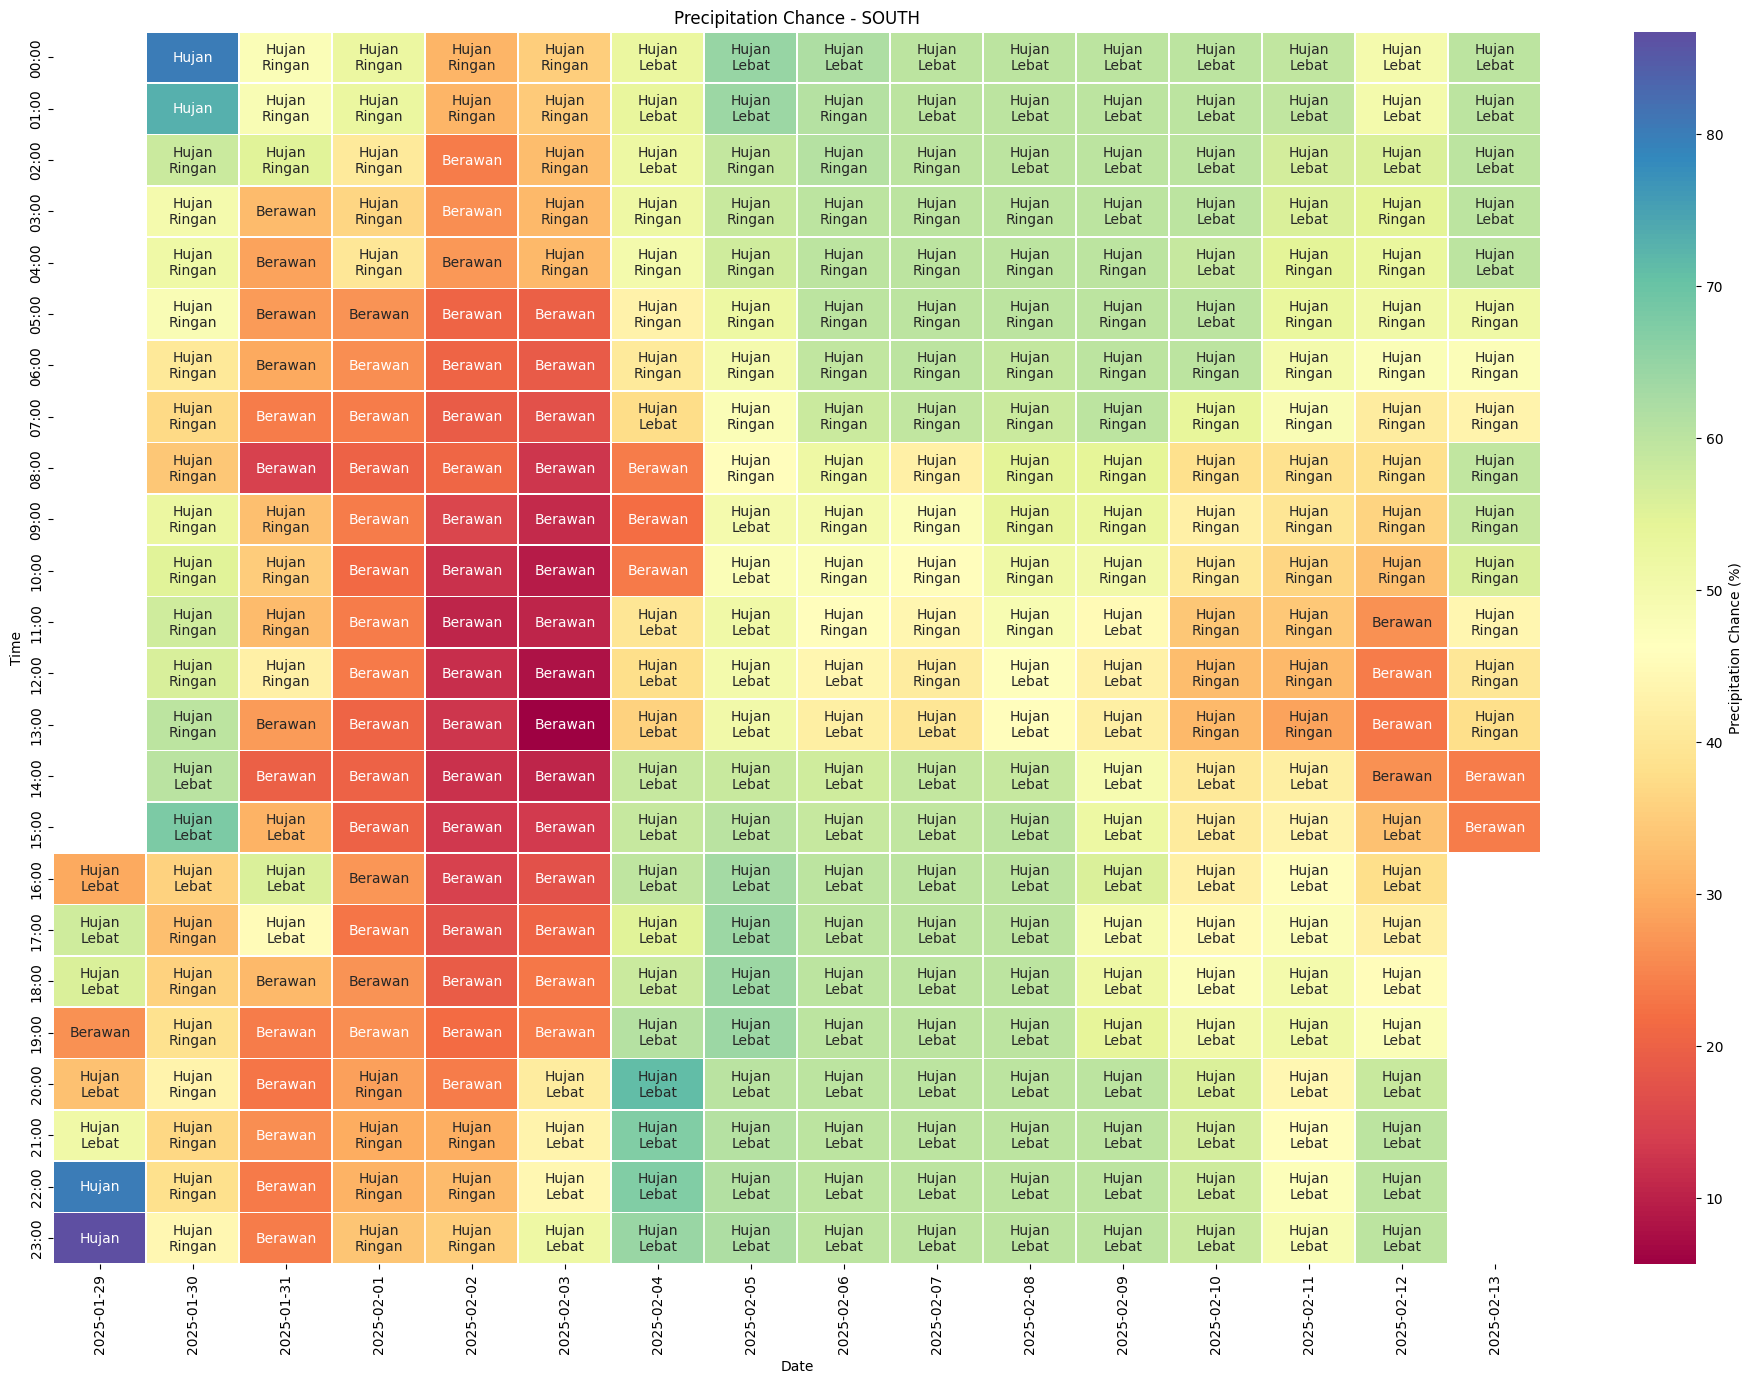 Precipitation Chance - SOUTH
00:00 Hujan Hujan Ringan Hujan Ringan Hujan Ringan Hujan Ringan Hujan Lebat Hujan Lebat Hujan Lebat Hujan Lebat Hujan Lebat Hujan Lebat Hujan Lebat Hujan Lebat Hujan Lebat Hujan Lebat
01:00 Hujan Hujan Ringan Hujan Ringan Hujan Ringan Hujan Ringan Hujan Lebat Hujan Lebat Hujan Ringan Hujan Lebat Hujan Lebat Hujan Lebat Hujan Lebat Hujan Lebat Hujan Lebat Hujan Lebat
02:00 Hujan Ringan Hujan Ringan Hujan Ringan Berawan Hujan Ringan Hujan Lebat Hujan Ringan Hujan Ringan Hujan Ringan Hujan Lebat Hujan Lebat Hujan Lebat Hujan Lebat Hujan Lebat Hujan Lebat
03:00 Hujan Ringan Berawan Hujan Ringan Berawan Hujan Ringan Hujan Ringan Hujan Ringan Hujan Ringan Hujan Ringan Hujan Ringan Hujan Lebat Hujan Lebat Hujan Lebat Hujan Ringan Hujan Lebat
04:00 Hujan Ringan Berawan Hujan Ringan Berawan Hujan Ringan Hujan Ringan Hujan Ringan Hujan Ringan Hujan Ringan Hujan Ringan Hujan Ringan Hujan Lebat Hujan Ringan Hujan Ringan Hujan Lebat
05:00 Hujan Ringan Berawan Berawan Berawan Berawan Hujan Ringan Hujan Ringan Hujan Ringan Hujan Ringan Hujan Ringan Hujan Ringan Hujan Lebat Hujan Ringan Hujan Ringan Hujan Ringan
06:00 Hujan Ringan Berawan Berawan Berawan Berawan Hujan Ringan Hujan Ringan Hujan Ringan Hujan Ringan Hujan Ringan Hujan Ringan Hujan Ringan Hujan Ringan Hujan Ringan Hujan Ringan
07:00 Hujan Ringan Berawan Berawan Berawan Berawan Hujan Lebat Hujan Ringan Hujan Ringan Hujan Ringan Hujan Ringan Hujan Ringan Hujan Ringan Hujan Ringan Hujan Ringan Hujan Ringan
08:00 Hujan Ringan Berawan Berawan Berawan Berawan Berawan Hujan Ringan Hujan Ringan Hujan Ringan Hujan Ringan Hujan Ringan Hujan Ringan Hujan Ringan Hujan Ringan Hujan Ringan
09:00 Hujan Ringan Hujan Ringan Berawan Berawan Berawan Berawan Hujan Lebat Hujan Ringan Hujan Ringan Hujan Ringan Hujan Ringan Hujan Ringan Hujan Ringan Hujan Ringan Hujan Ringan
10:00 Hujan Ringan Hujan Ringan Berawan Berawan Berawan Berawan Hujan Lebat Hujan Ringan Hujan Ringan Hujan Ringan Hujan Ringan Hujan Ringan Hujan Ringan Hujan Ringan Hujan Ringan
11:00 Hujan Ringan Hujan Ringan Berawan Berawan Berawan Hujan Lebat Hujan Lebat Hujan Ringan Hujan Ringan Hujan Ringan Hujan Lebat Hujan Ringan Hujan Ringan Berawan Hujan Ringan
12:00 Hujan Ringan Hujan Ringan Berawan Berawan Berawan Hujan Lebat Hujan Lebat Hujan Lebat Hujan Ringan Hujan Lebat Hujan Lebat Hujan Ringan Hujan Ringan Berawan Hujan Ringan
13:00 Hujan Ringan Berawan Berawan Berawan Berawan Hujan Lebat Hujan Lebat Hujan Lebat Hujan Lebat Hujan Lebat Hujan Lebat Hujan Ringan Hujan Ringan Berawan Hujan Ringan
14:00 Hujan Lebat Berawan Berawan Berawan Berawan Hujan Lebat Hujan Lebat Hujan Lebat Hujan Lebat Hujan Lebat Hujan Lebat Hujan Lebat Hujan Lebat Berawan Berawan
15:00 Hujan Lebat Hujan Lebat Berawan Berawan Berawan Hujan Lebat Hujan Lebat Hujan Lebat Hujan Lebat Hujan Lebat Hujan Lebat Hujan Lebat Hujan Lebat Hujan Lebat Berawan
16:00 Hujan Lebat Hujan Lebat Hujan Lebat Berawan Berawan Berawan Hujan Lebat Hujan Lebat Hujan Lebat Hujan Lebat Hujan Lebat Hujan Lebat Hujan Lebat Hujan Lebat Hujan Lebat
17:00 Hujan Lebat Hujan Ringan Hujan Lebat Berawan Berawan Berawan Hujan Lebat Hujan Lebat Hujan Lebat Hujan Lebat Hujan Lebat Hujan Lebat Hujan Lebat Hujan Lebat Hujan Lebat
18:00 Hujan Lebat Hujan Ringan Berawan Berawan Berawan Berawan Hujan Lebat Hujan Lebat Hujan Lebat Hujan Lebat Hujan Lebat Hujan Lebat Hujan Lebat Hujan Lebat Hujan Lebat
19:00 Berawan Hujan Ringan Berawan Berawan Berawan Berawan Hujan Lebat Hujan Lebat Hujan Lebat Hujan Lebat Hujan Lebat Hujan Lebat Hujan Lebat Hujan Lebat Hujan Lebat
20:00 Hujan Lebat Hujan Ringan Berawan Hujan Ringan Berawan Hujan Lebat Hujan Lebat Hujan Lebat Hujan Lebat Hujan Lebat Hujan Lebat Hujan Lebat Hujan Lebat Hujan Lebat Hujan Lebat
21:00 Hujan Lebat Hujan Ringan Berawan Hujan Ringan Hujan Ringan Hujan Lebat Hujan Lebat Hujan Lebat Hujan Lebat Hujan Lebat Hujan Lebat Hujan Lebat Hujan Lebat Hujan Lebat Hujan Lebat
22:00 Hujan Hujan Ringan Berawan Hujan Ringan Hujan Ringan Hujan Lebat Hujan Lebat Hujan Lebat Hujan Lebat Hujan Lebat Hujan Lebat Hujan Lebat Hujan Lebat Hujan Lebat Hujan Lebat
23:00 Hujan Hujan Ringan Berawan Hujan Ringan Hujan Ringan Hujan Lebat Hujan Lebat Hujan Lebat Hujan Lebat Hujan Lebat Hujan Lebat Hujan Lebat Hujan Lebat Hujan Lebat Hujan Lebat
Time
2025-01-29 2025-01-30 2025-01-31 2025-02-01 2025-02-02 2025-02-03 2025-02-04 2025-02-05 2025-02-06 2025-02-07 2025-02-08 2025-02-09 2025-02-10 2025-02-11 2025-02-12 2025-02-13
Date
80
70
60
50
40
30
20
10
Precipitation Chance (%)